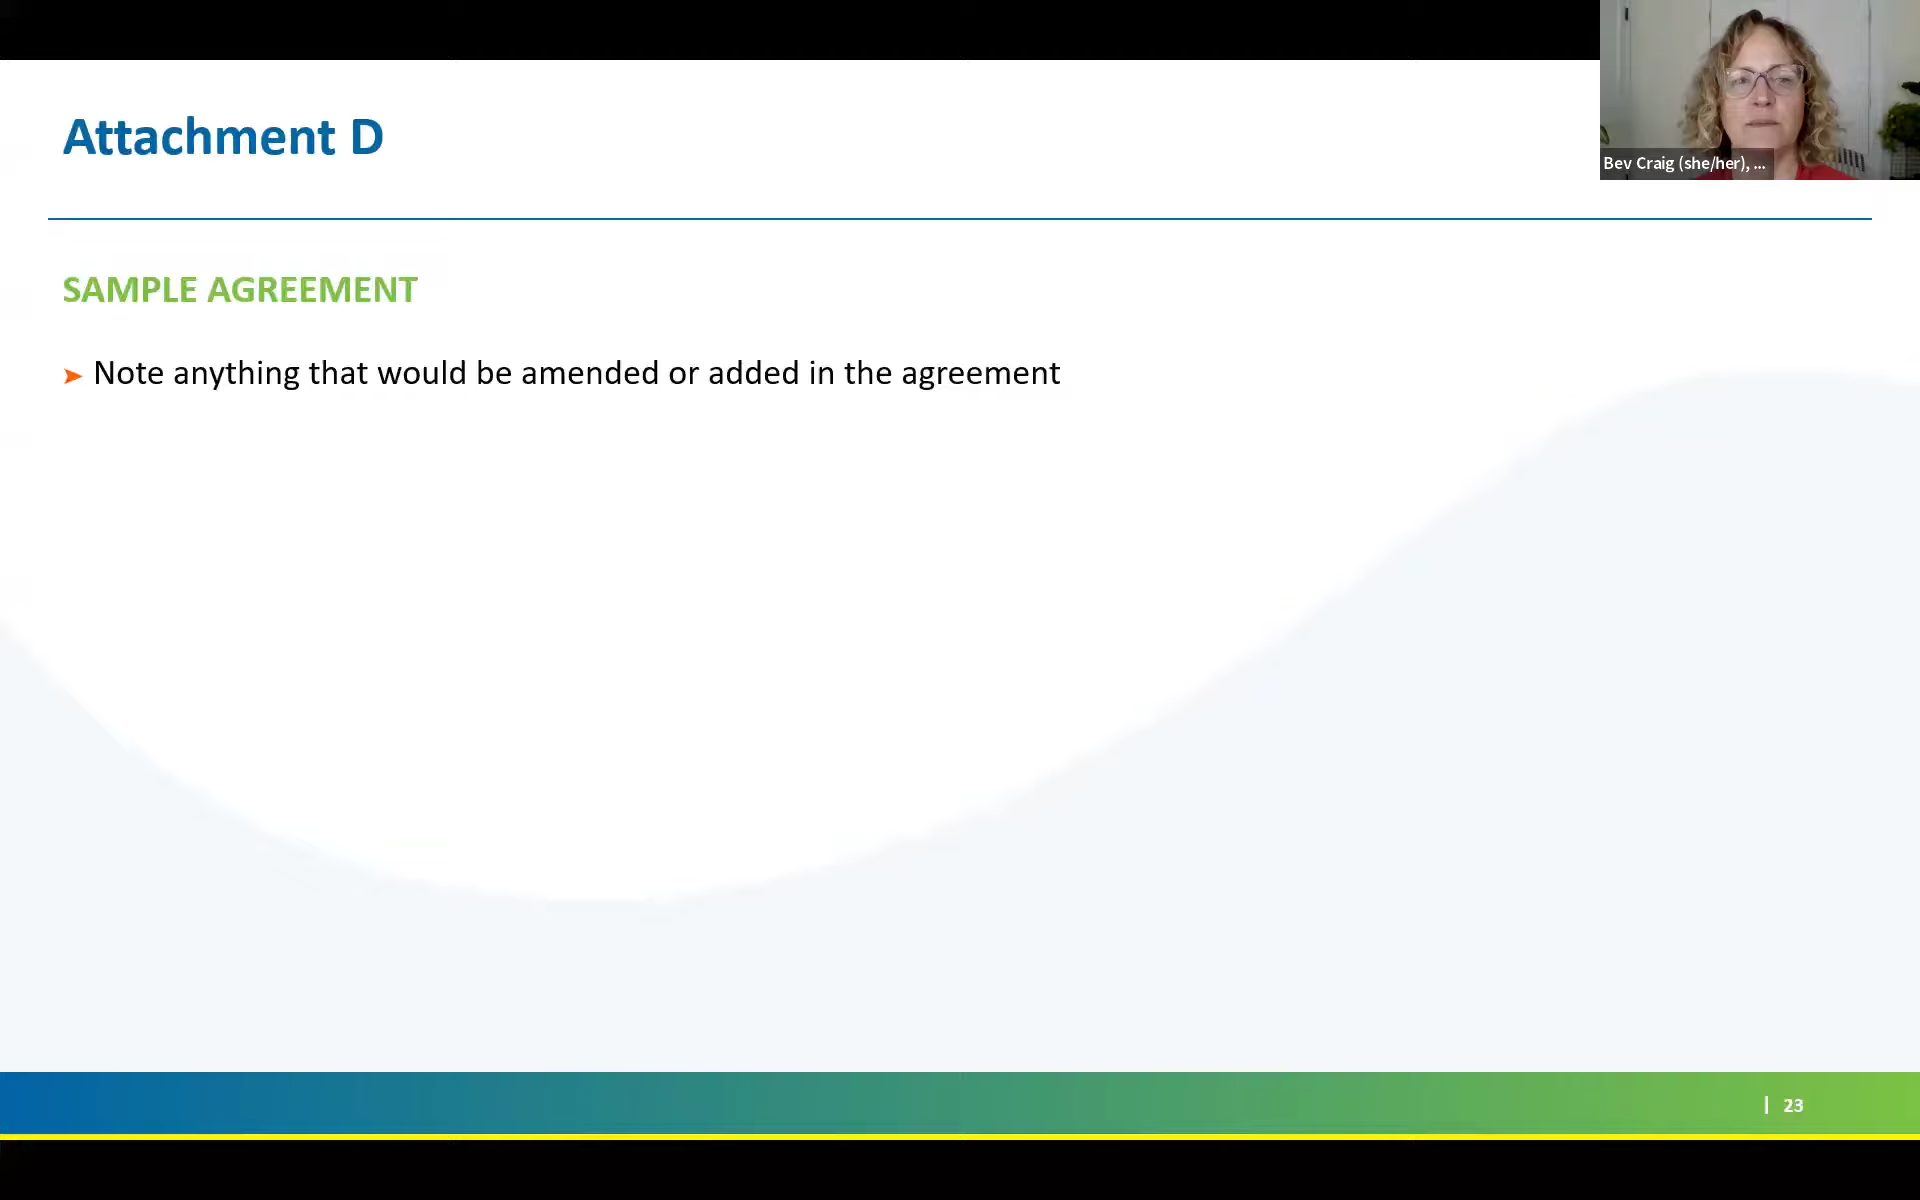 Attachment D
Bev Craig (she/her), ...
SAMPLE AGREEMENT
➤ Note anything that would be amended or added in the agreement
| 23